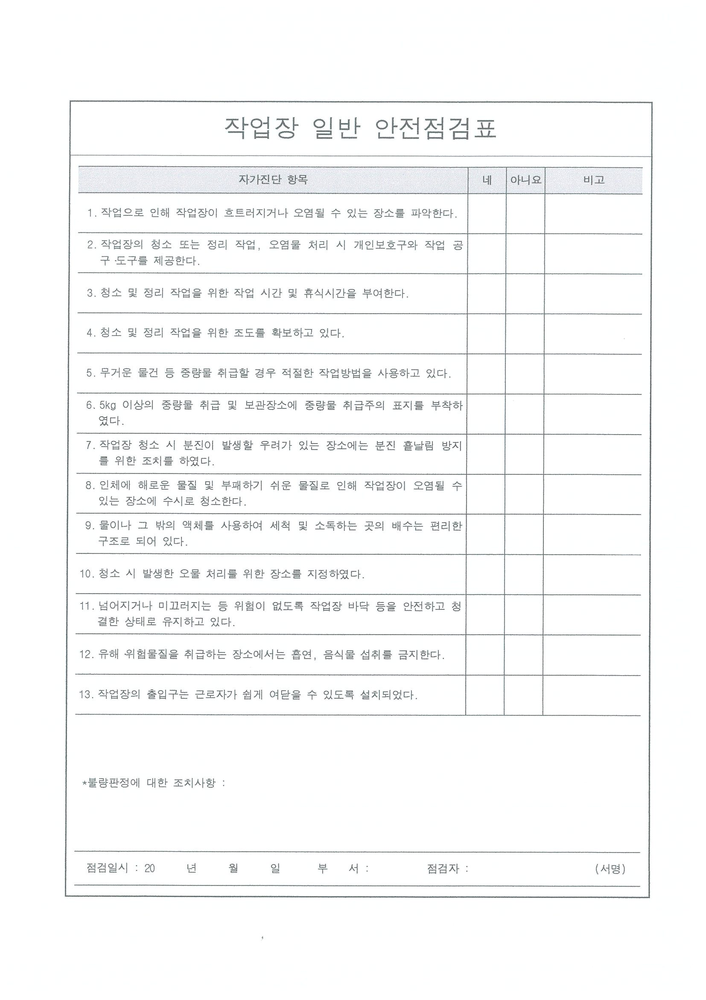 작업장 일반 안전점검표
자가진단 항목 네 아니요 비고
1. 작업으로 인해 작업장이 흐트러지거나 오염될 수 있는 장소를 파악한다.
2. 작업장의 청소 또는 정리 작업, 오염물 처리 시 개인보호구와 작업 공
구·도구를 제공한다.
3. 청소 및 정리 작업을 위한 작업 시간 및 휴식시간을 부여한다.
4. 청소 및 정리 작업을 위한 조도를 확보하고 있다.
5. 무거운 물건 등 중량물 취급할 경우 적절한 작업방법을 사용하고 있다.
6. 5kg 이상의 중량물 취급 및 보관장소에 중량물 취급주의 표지를 부착하
였다.
7. 작업장 청소 시 분진이 발생할 우려가 있는 장소에는 분진 흩날림 방지
를 위한 조치를 하였다.
8. 인체에 해로운 물질 및 부패하기 쉬운 물질로 인해 작업장이 오염될 수
있는 장소에 수시로 청소한다.
9. 물이나 그 밖의 액체를 사용하여 세척 및 소독하는 곳의 배수는 편리한
구조로 되어 있다.
10. 청소 시 발생한 오물 처리를 위한 장소를 지정하였다.
11. 넘어지거나 미끄러지는 등 위험이 없도록 작업장 바닥 등을 안전하고 청
결한 상태로 유지하고 있다.
12. 유해·위험물질을 취급하는 장소에서는 흡연, 음식물 섭취를 금지한다.
13. 작업장의 출입구는 근로자가 쉽게 여닫을 수 있도록 설치되었다.
*불량판정에 대한 조치사항 :
점검일시 : 20 년 월 일 부 서 : 점검자 : (서명)